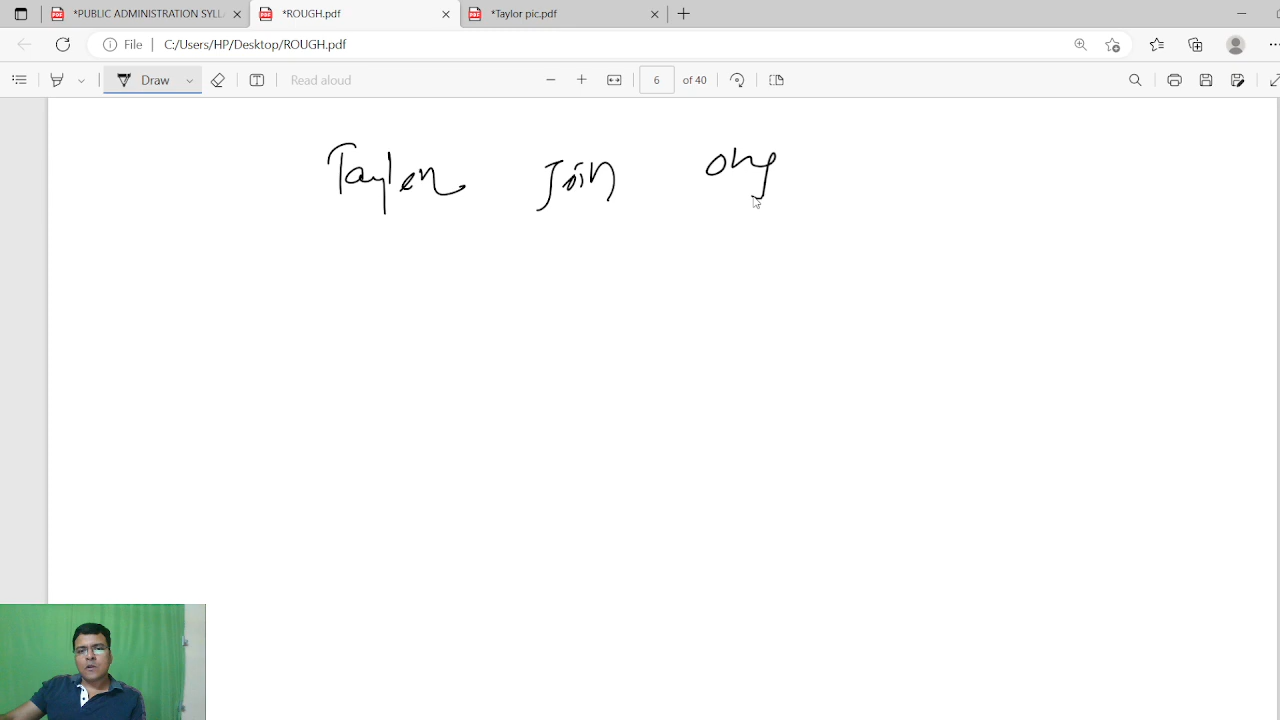 *PUBLIC ADMINISTRATION SYLLA *ROUGH.pdf *Taylor pic.pdf
File C:/Users/HP/Desktop/ROUGH.pdf
Draw Read aloud 6 of 40
Taylor Join org